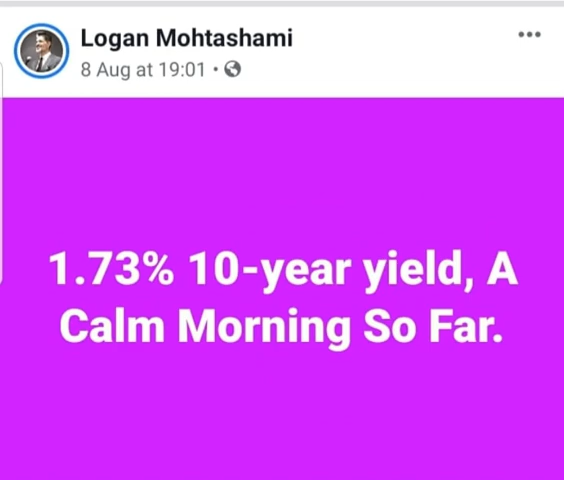 Logan Mohtashami
8 Aug at 19:01 ·
1.73% 10-year yield, A
Calm Morning So Far.